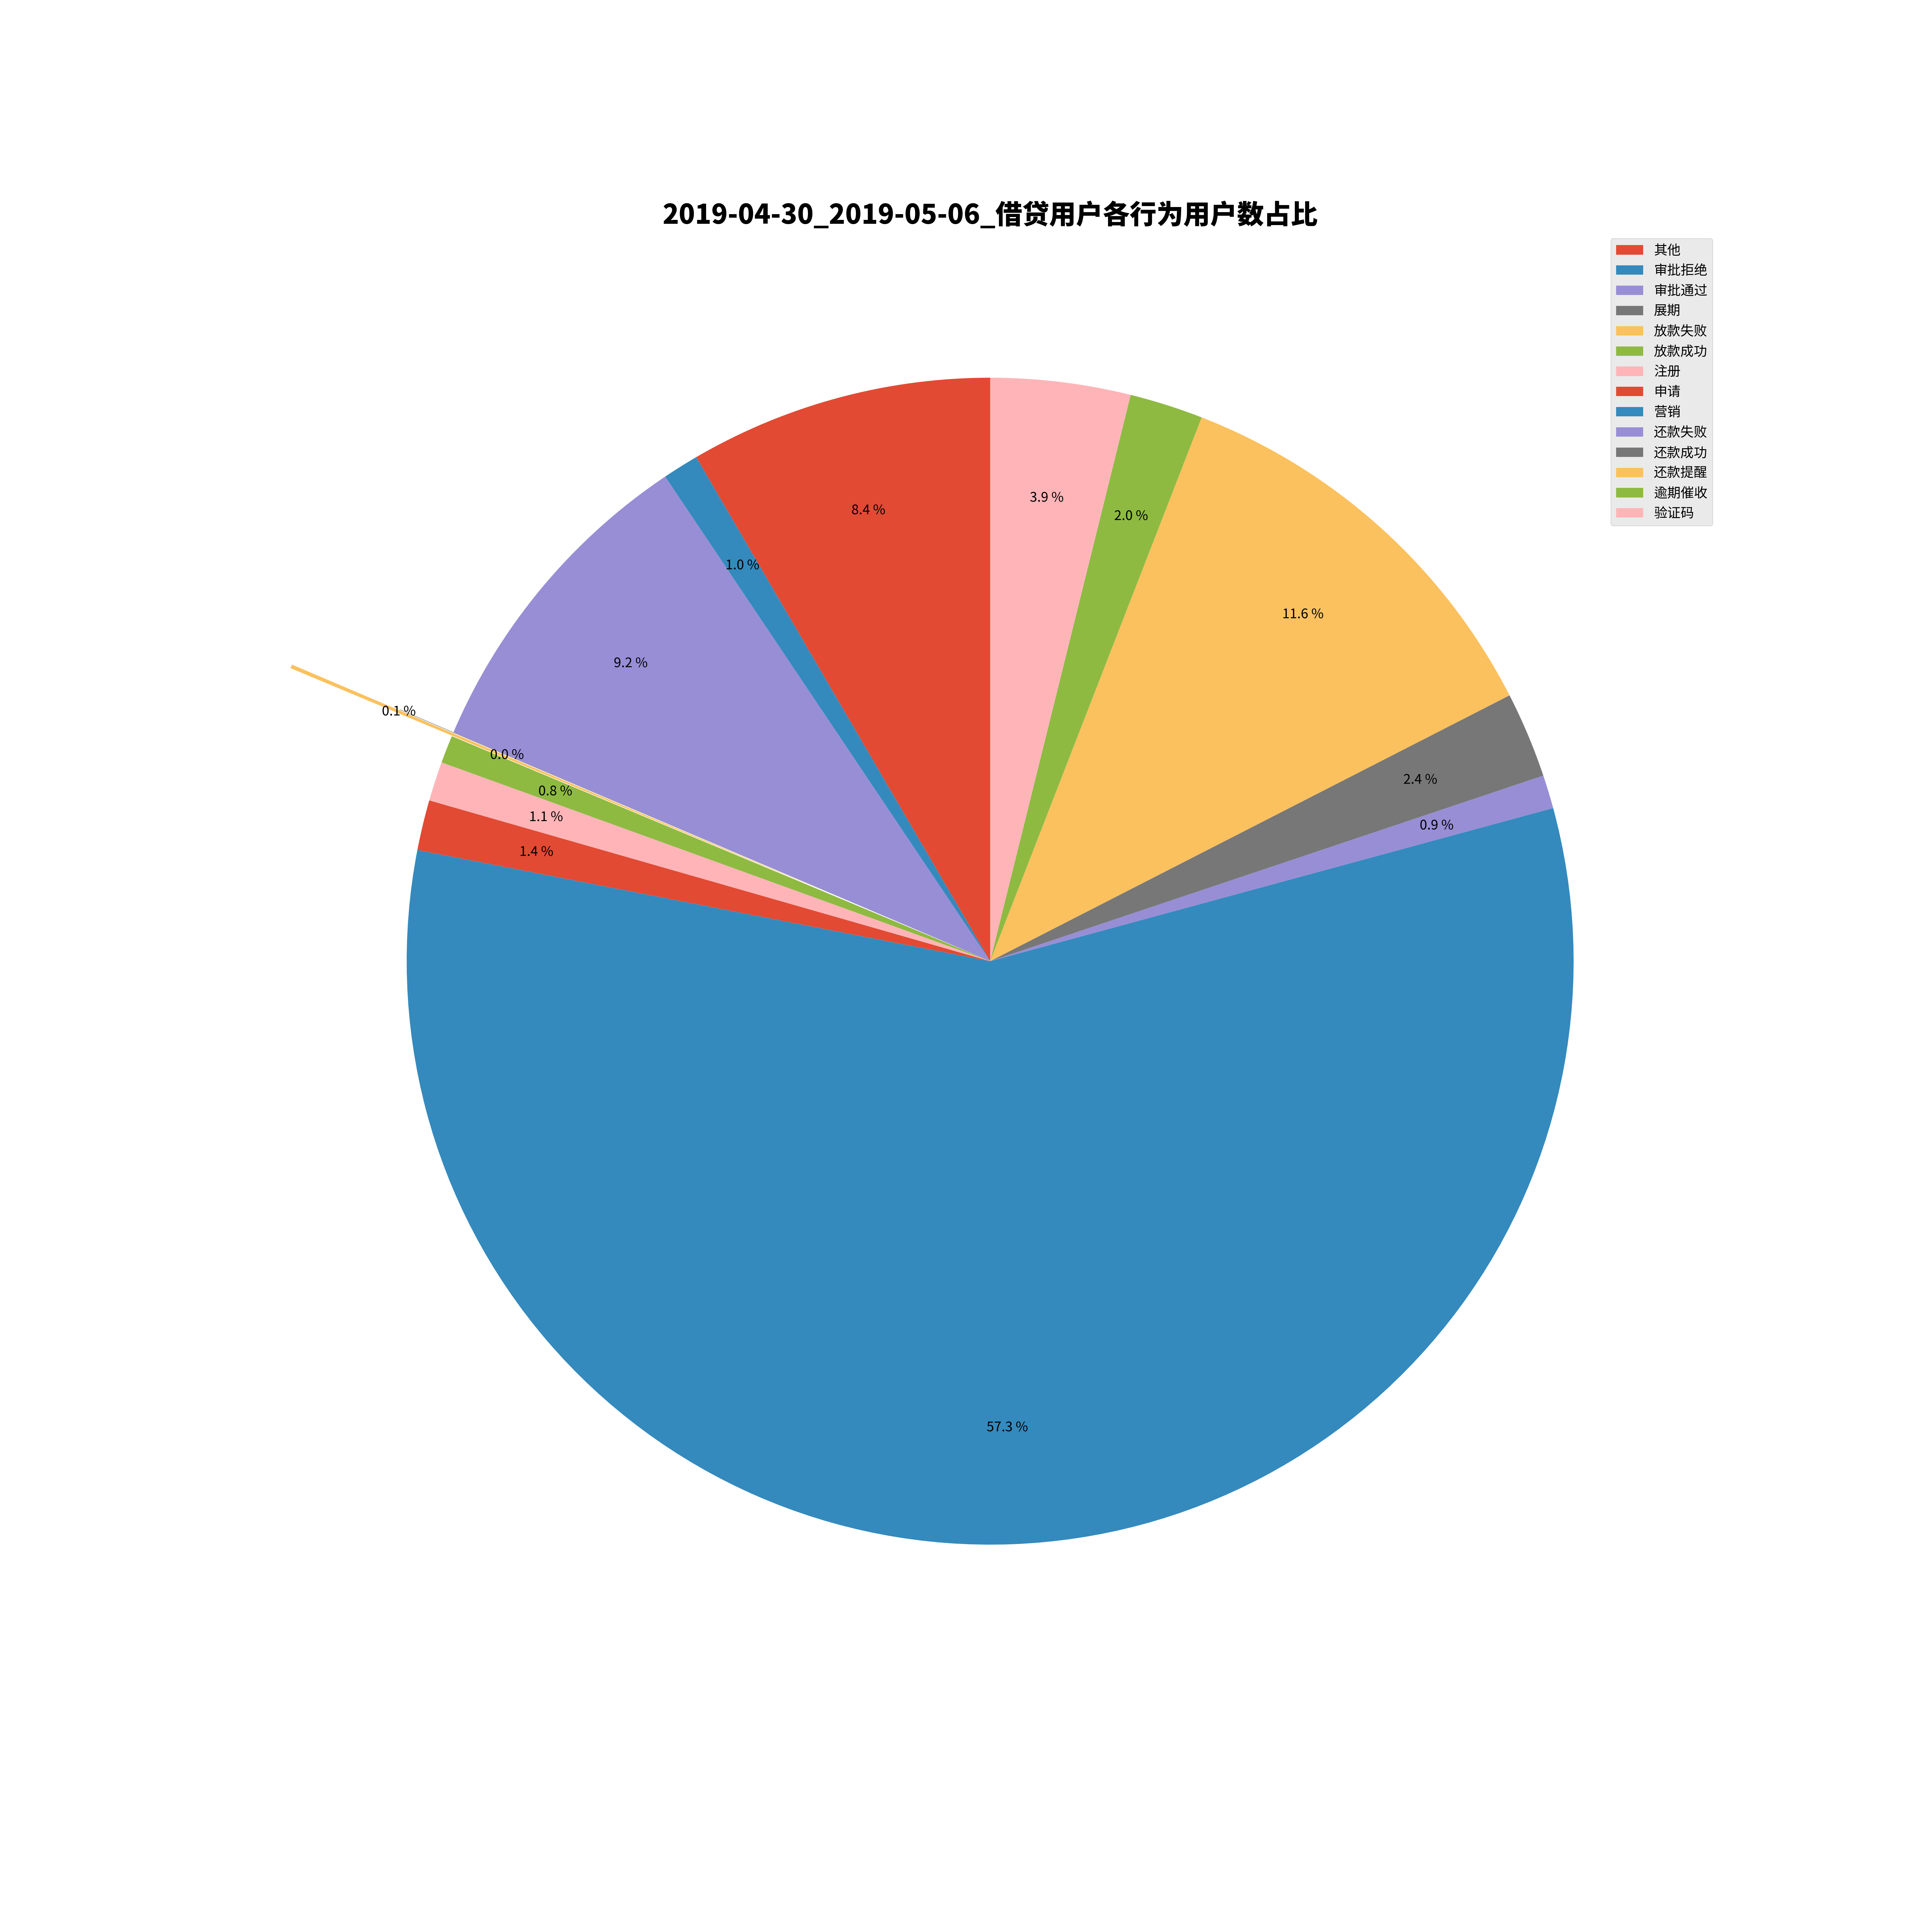 2019-04-30_2019-05-06_借贷用户各行为用户数占比
其他
审批拒绝
审批通过
展期
放款失败
放款成功
注册
申请
营销
还款失败
还款成功
还款提醒
逾期催收
验证码
3.9 %
8.4 %
2.0 %
1.0 %
11.6 %
9.2 %
0.1 %
0.0 %
2.4 %
0.8 %
1.1 %
0.9 %
1.4 %
57.3 %